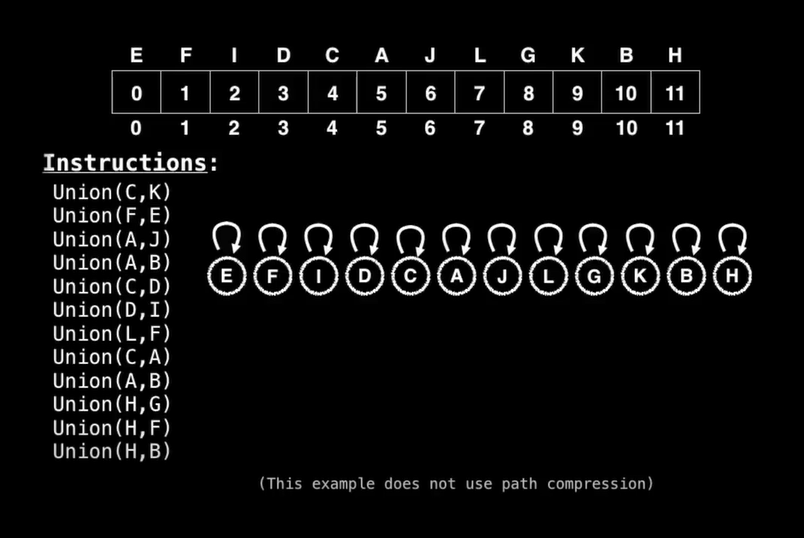 E F I D C A J L G K B H
0 1 2 3 4 5 6 7 8 9 10 11
0 1 2 3 4 5 6 7 8 9 10 11
Instructions:
Union(C,K)
Union(F,E)
Union(A,J)
Union(A,B)
Union(C,D)
Union(D,I)
Union(L,F)
Union(C,A)
Union(A,B)
Union(H,G)
Union(H,F)
Union(H,B)
E F I D C A J L G K B H
(This example does not use path compression)